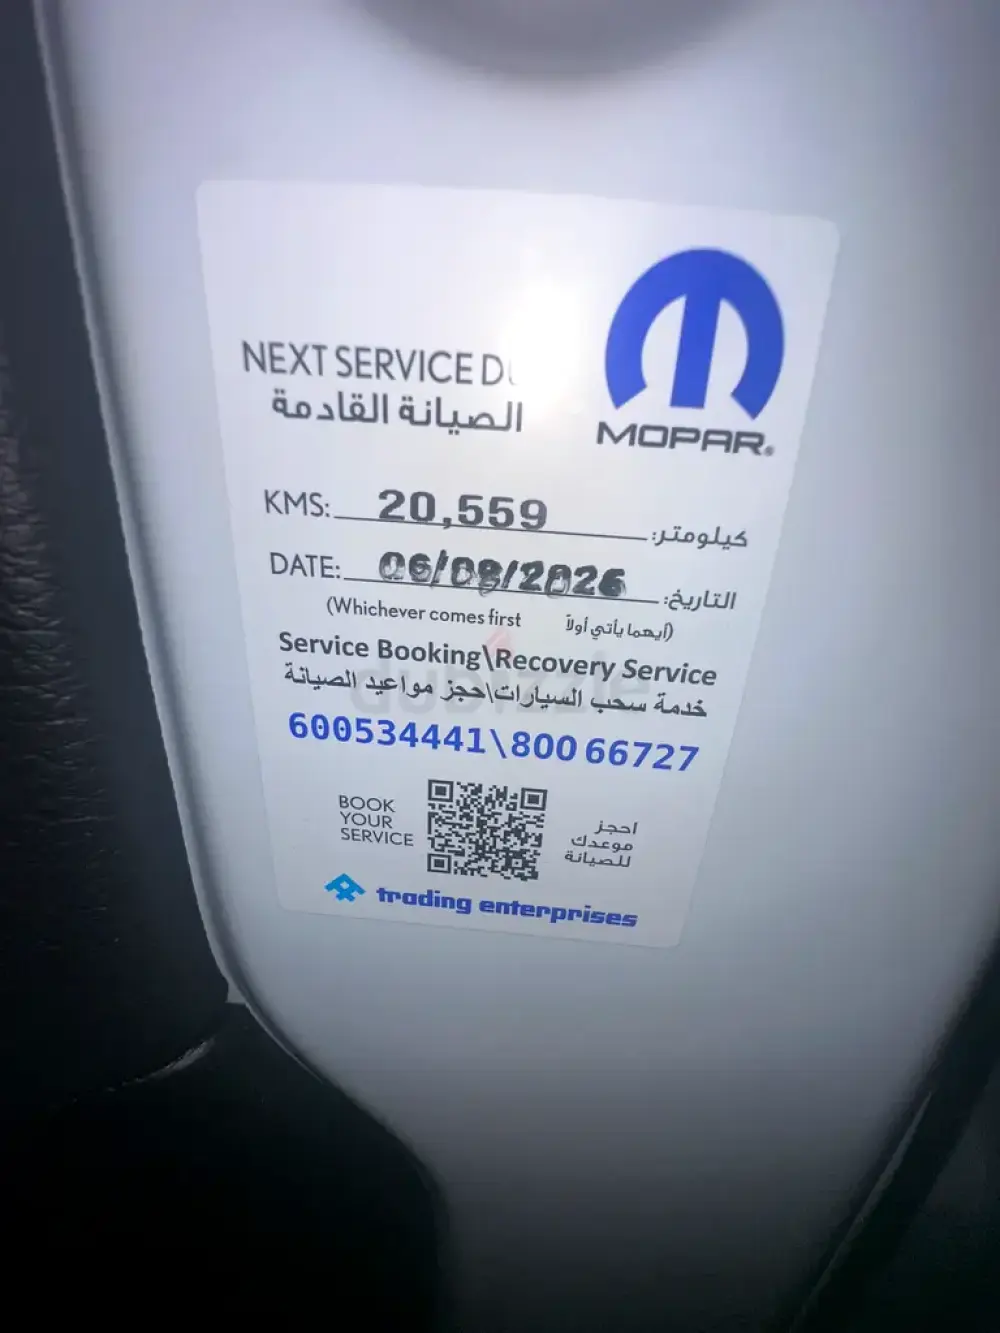 NEXT SERVICE
الصيانة القادمة
MOPAR®
KMS: 20,559 كيلومتر:
DATE: 06/08/2026 التاريخ:
(Whichever comes first أيهما يأتي أولاً)
Service Booking\Recovery Service
خدمة سحب السيارات\حجز مواعيد الصيانة
600534441\800 66727
BOOK
YOUR
SERVICE
احجز
موعدك
للصيانة
trading enterprises
dubizzle